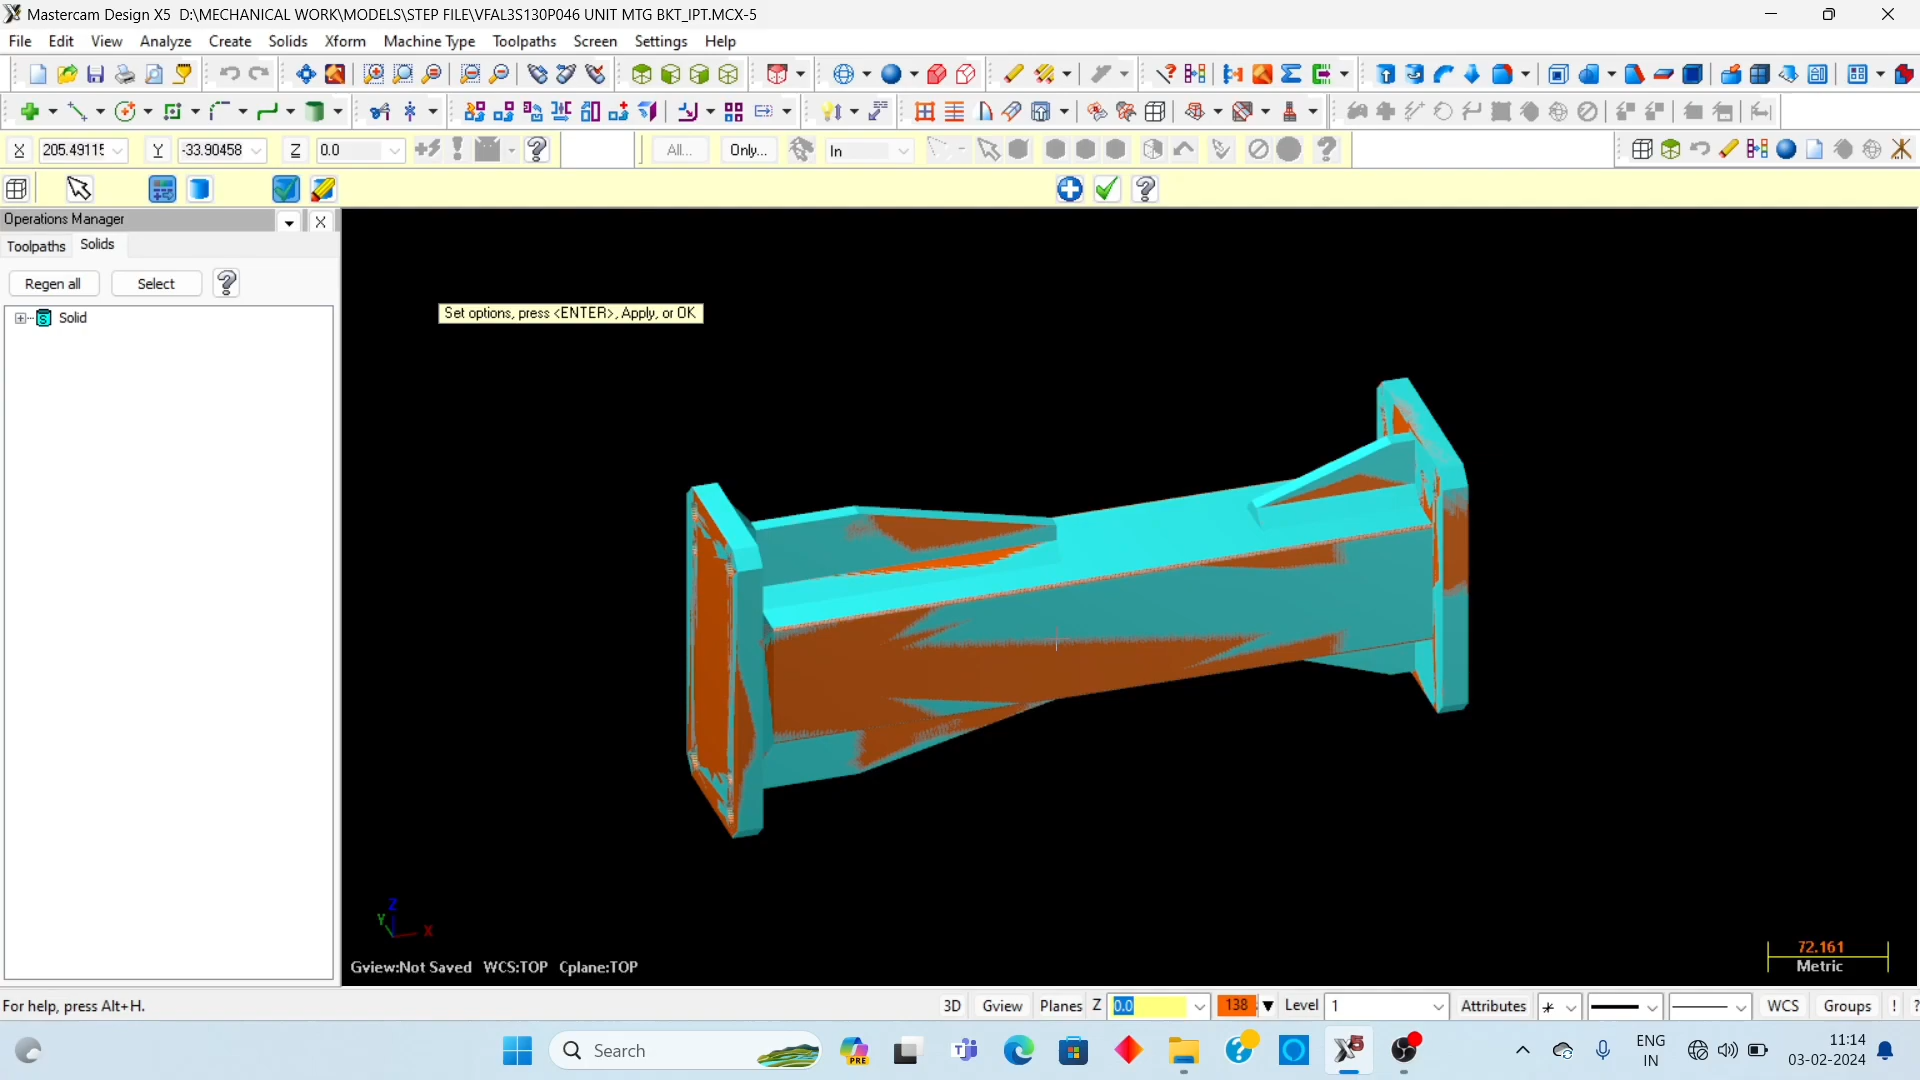 Mastercam Design X5 D:\MECHANICAL WORK\MODELS\STEP FILE\VFAL3S130P046 UNIT MTG BKT_IPT.MCX-5
File Edit View Analyze Create Solids Xform Machine Type Toolpaths Screen Settings Help
X 205.49115 Y -33.90458 Z 0.0 All... Only... In
Operations Manager
Toolpaths Solids
Regen all Select
Solid
Set options, press <ENTER>, Apply, or OK
Z
Y
X
72.161
Metric
Gview:Not Saved WCS:TOP Cplane:TOP
For help, press Alt+H. 3D Gview Planes Z 0.0 138 Level 1 Attributes WCS Groups ! ?
Search PRE ENG IN 11:14
03-02-2024